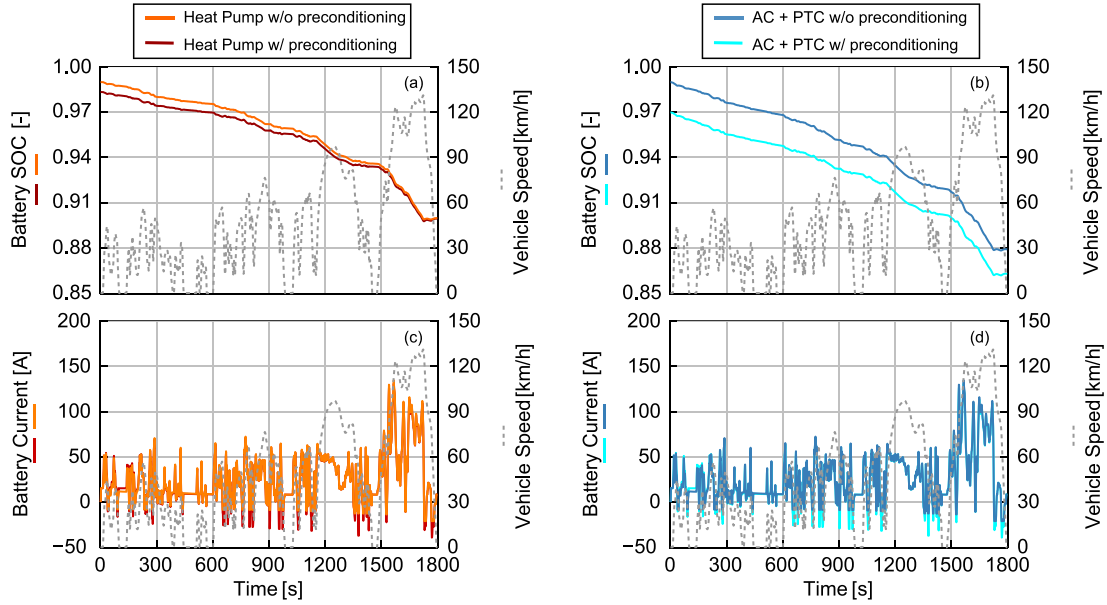 Heat Pump w/o preconditioning
Heat Pump w/ preconditioning
AC + PTC w/o preconditioning
AC + PTC w/ preconditioning
1.00
0.97
0.94
0.91
0.88
0.85
Battery SOC [-]
(a)
150
120
90
60
30
0
Vehicle Speed [km/h]
1.00
0.97
0.94
0.91
0.88
0.85
Battery SOC [-]
(b)
150
120
90
60
30
0
Vehicle Speed [km/h]
200
150
100
50
0
−50
Battery Current [A]
(c)
150
120
90
60
30
0
Vehicle Speed [km/h]
0 300 600 900 1200 1500 1800
Time [s]
200
150
100
50
0
−50
Battery Current [A]
(d)
150
120
90
60
30
0
Vehicle Speed [km/h]
0 300 600 900 1200 1500 1800
Time [s]